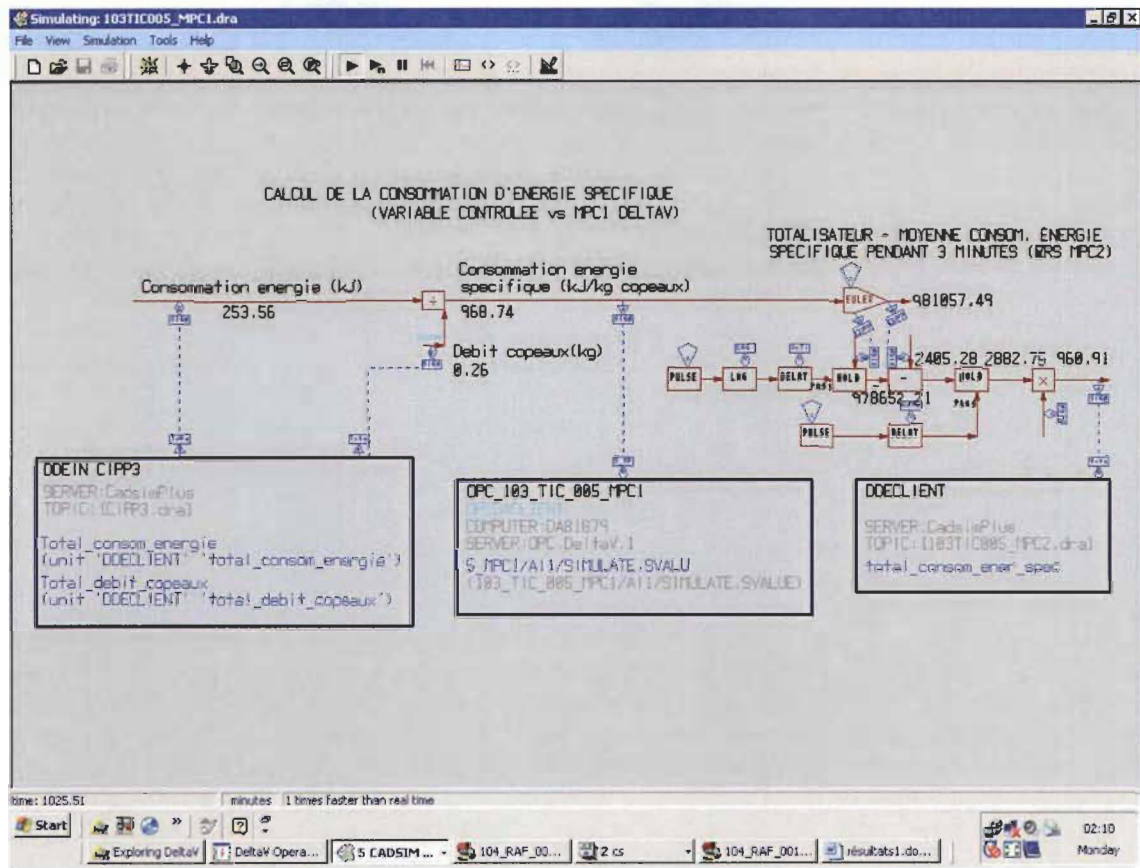 Simulating: 103TIC005_MPC1.dra
File View Simulation Tools Help
CALCUL DE LA CONSOMMATION D'ENERGIE SPECIFIQUE
(VARIABLE CONTROLEE vs MPC1 DELTAV)
TOTALISATEUR - MOYENNE CONSOM. ÉNERGIE
SPECIFIQUE PENDANT 3 MINUTES (VERS MPC2)
Consommation energie (kJ)
253.56
Consommation energie
specifique (kJ/kg copeaux)
968.74
Debit copeaux(kg)
0.26
EULER
981057.49
2405.28 2882.75 960.91
PULSE LAG DELAY HOLD - HOLD ×
978652.21
PULSE DELAY
DDEIN CIPP3
SERVER:CadsimPlus
TOPIC:[CIPP3.dra]
Total_consom_energie
(unit 'DDECLIENT' 'total_consom_energie')
Total_debit_copeaux
(unit 'DDECLIENT' 'total_debit_copeaux')
OPC_103_TIC_005_MPC1
COMPUTER:DA81879
SERVER:OPC.DeltaV.1
5_MPC1/AI1/SIMULATE.SVALU
(103_TIC_005_MPC1/AI1/SIMULATE.SVALUE)
DDECLIENT
SERVER:CadsimPlus
TOPIC:[103TIC005_MPC2.dra]
total_consom_ener_spec
time: 1025.51 minutes 1 times faster than real time
Start
02:10
Exploring DeltaV DeltaV Opera... 5 CADSIM ... 104_RAF_00... 2 cs 104_RAF_001... résultats1.do... Monday